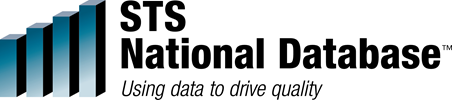 STS
National Database™
Using data to drive quality